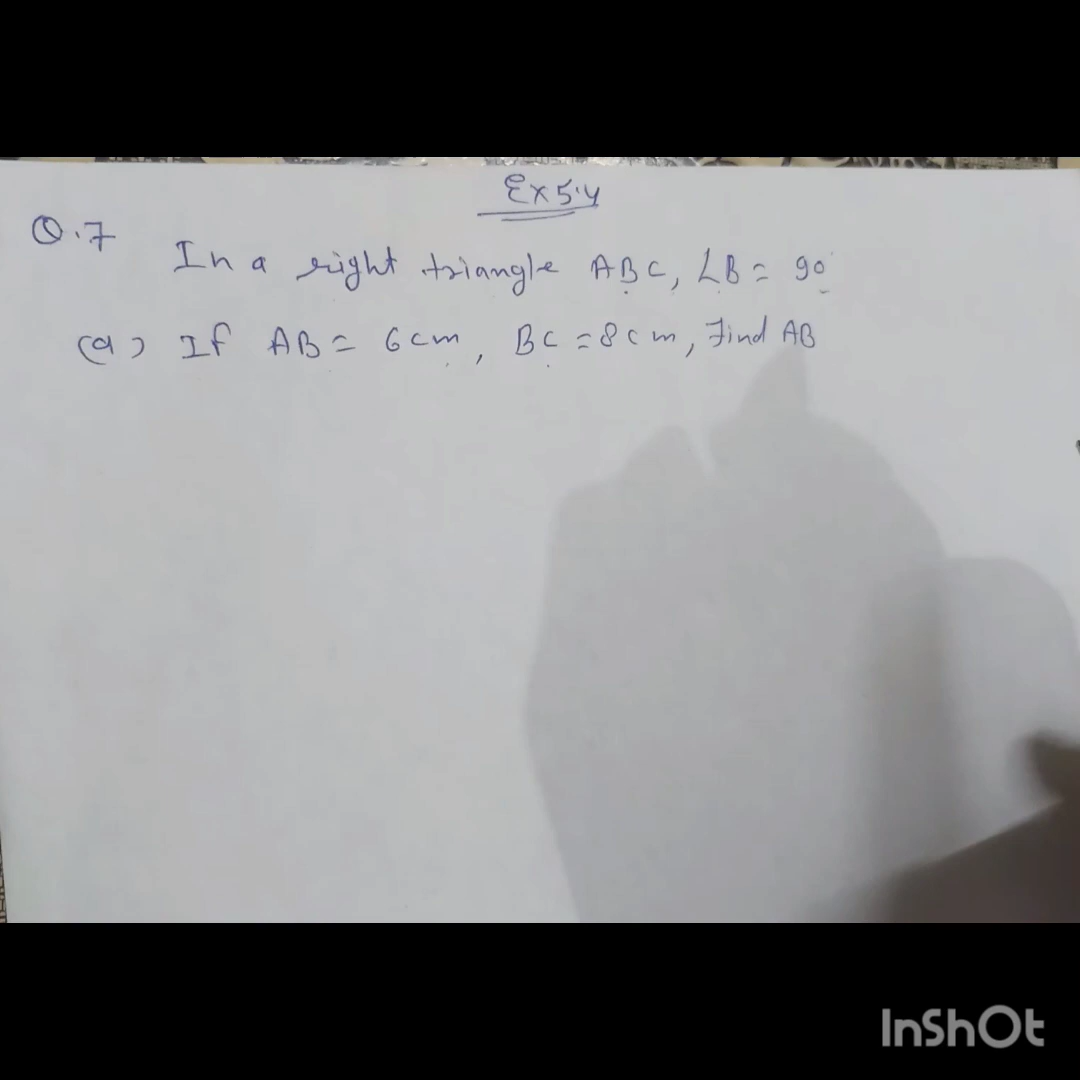 Ex 5.4
Q.7
In a right triangle ABC, ∠B = 90
(a) If AB = 6cm, BC = 8cm, Find AB
InShOt